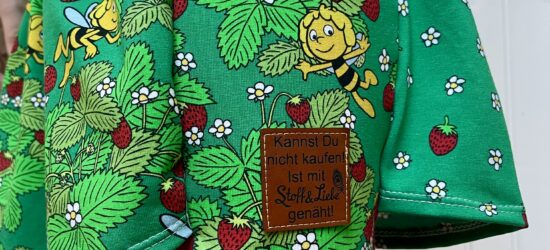 Kannst Du
nicht kaufen!
Ist mit
Stoff & Liebe
genäht!